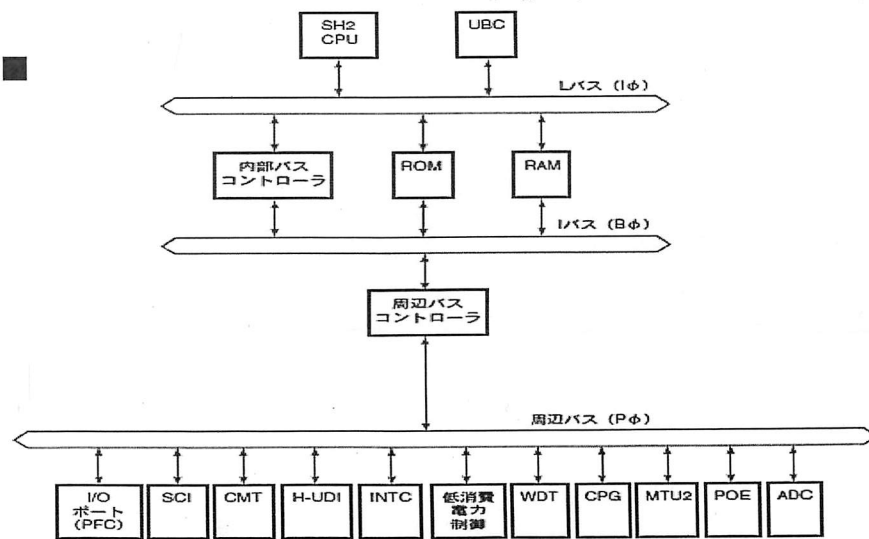 SH2
CPU
UBC
Lバス (Iφ)
内部バス
コントローラ
ROM
RAM
Iバス (Bφ)
周辺バス
コントローラ
周辺バス (Pφ)
I/O
ポート
(PFC)
SCI
CMT
H-UDI
INTC
低消費
電力
制御
WDT
CPG
MTU2
POE
ADC